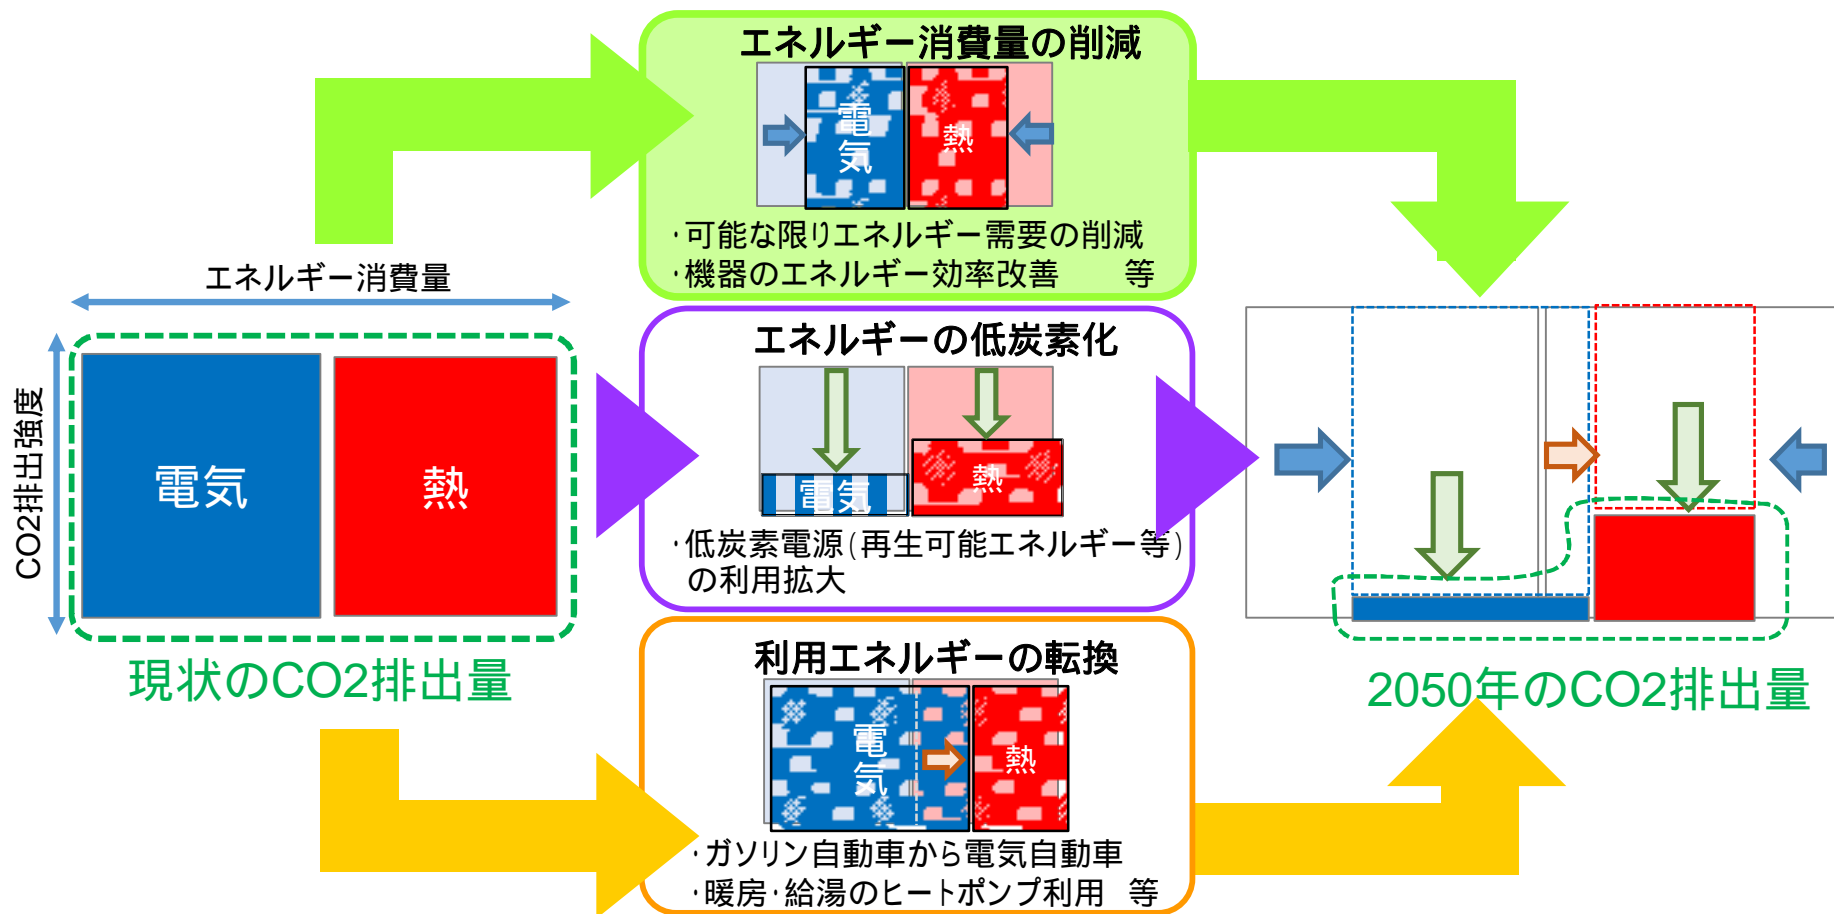 エネルギー消費量
CO2排出強度
電気
熱
現状のCO2排出量
エネルギー消費量の削減
電気
熱
・可能な限りエネルギー需要の削減
・機器のエネルギー効率改善　　等
エネルギーの低炭素化
電気
熱
・低炭素電源(再生可能エネルギー等)
の利用拡大
利用エネルギーの転換
電気
熱
・ガソリン自動車から電気自動車
・暖房・給湯のヒートポンプ利用　等
2050年のCO2排出量